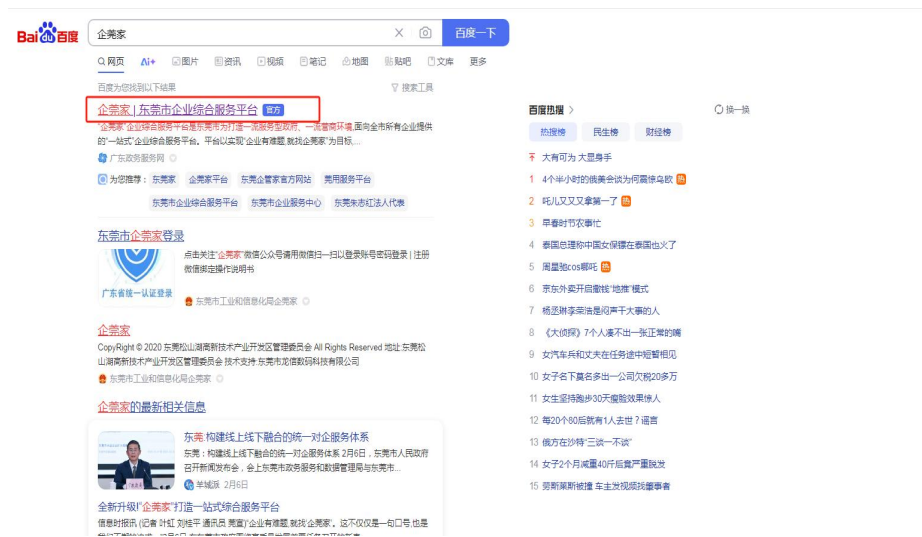 Bai du 百度
企莞家
百度一下
网页 Ai+ 图片 资讯 视频 笔记 地图 贴吧 文库 更多
百度为您找到以下结果 搜索工具
企莞家 | 东莞市企业综合服务平台 官方
“企莞家”企业综合服务平台是东莞市为打造一流服务型政府、一流营商环境,面向全市所有企业提供
的“一站式”企业综合服务平台。平台以实现“企业有难题,就找企莞家”为目标,...
广东政务服务网
为您推荐: 东莞家 企莞家平台 东莞企管家官方网站 莞用服务平台
东莞市企业综合服务平台 东莞市企业服务中心 东莞朱志红法人代表
东莞市企莞家登录
点击关注“企莞家”微信公众号请用微信扫一扫以登录账号密码登录 | 注册
微信绑定操作说明书
广东省统一认证登录
东莞市工业和信息化局企莞家
企莞家
CopyRight © 2020 东莞松山湖高新技术产业开发区管理委员会 All Rights Reserved 地址:东莞松
山湖高新技术产业开发区管理委员会 技术支持:东莞市龙信数码科技有限公司
东莞市工业和信息化局企莞家
企莞家的最新相关信息
东莞:构建线上线下融合的统一对企服务体系
东莞：构建线上线下融合的统一对企服务体系 2月6日，东莞市人民政府
召开新闻发布会，会上东莞市政务服务和数据管理局与东莞市...
羊城派 2月6日
全新升级!“企莞家”打造一站式综合服务平台
信息时报讯 (记者 叶虹 刘桂平 通讯员 莞宣)“企业有难题,就找‘企莞家’。这不仅仅是一句口号,也是
百度热搜 换一换
热搜榜 民生榜 财经榜
大有可为 大显身手
1 4个半小时的俄美会谈为何震惊乌欧 热
2 吒儿又又又拿第一了 热
3 早春时节农事忙
4 泰国总理称中国女保镖在泰国也火了
5 周星驰cos哪吒 热
6 京东外卖开启撒钱“地推”模式
7 杨丞琳李荣浩是闷声干大事的人
8 《大侦探》7个人凑不出一张正常的嘴
9 女汽车兵和丈夫在任务途中短暂相见
10 女子名下莫名多出一公司欠税20多万
11 女生坚持跑步30天瘦脸效果惊人
12 每20个80后就有1人去世？谣言
13 俄方在沙特“三谈一不谈”
14 女子2个月减重40斤后竟严重脱发
15 劳斯莱斯被撞 车主发视频找肇事者